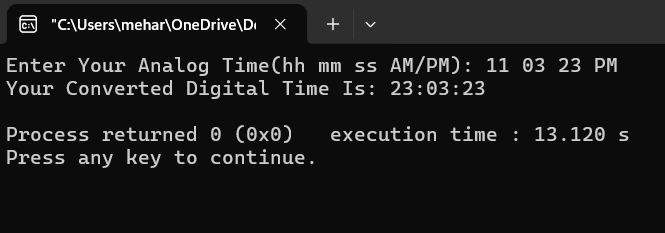 "C:\Users\mehar\OneDrive\De
Enter Your Analog Time(hh mm ss AM/PM): 11 03 23 PM
Your Converted Digital Time Is: 23:03:23
Process returned 0 (0x0)   execution time : 13.120 s
Press any key to continue.